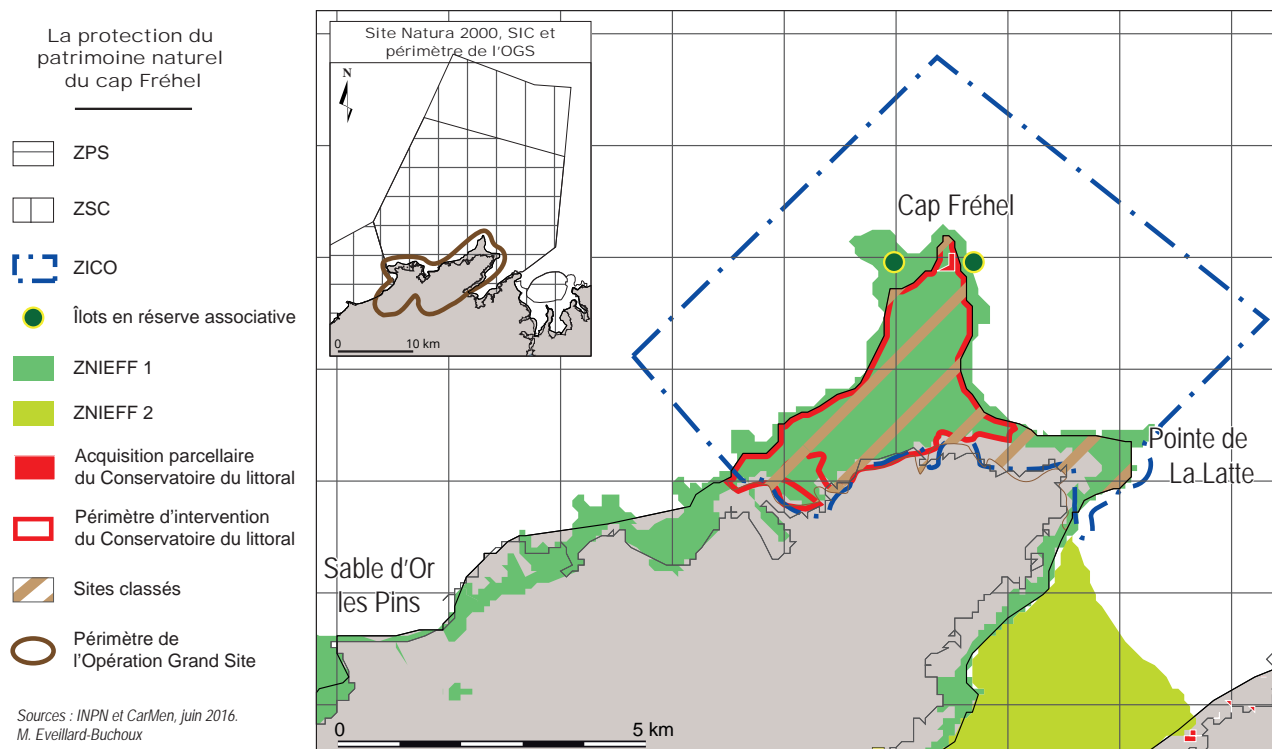 La protection du
patrimoine naturel
du cap Fréhel
ZPS
ZSC
ZICO
Îlots en réserve associative
ZNIEFF 1
ZNIEFF 2
Acquisition parcellaire
du Conservatoire du littoral
Périmètre d'intervention
du Conservatoire du littoral
Sites classés
Périmètre de
l'Opération Grand Site
Sources : INPN et CarMen, juin 2016.
M. Eveillard-Buchoux
Site Natura 2000, SIC et
périmètre de l'OGS
N
0 10 km
Cap Fréhel
Pointe de
La Latte
Sable d'Or
les Pins
0 5 km